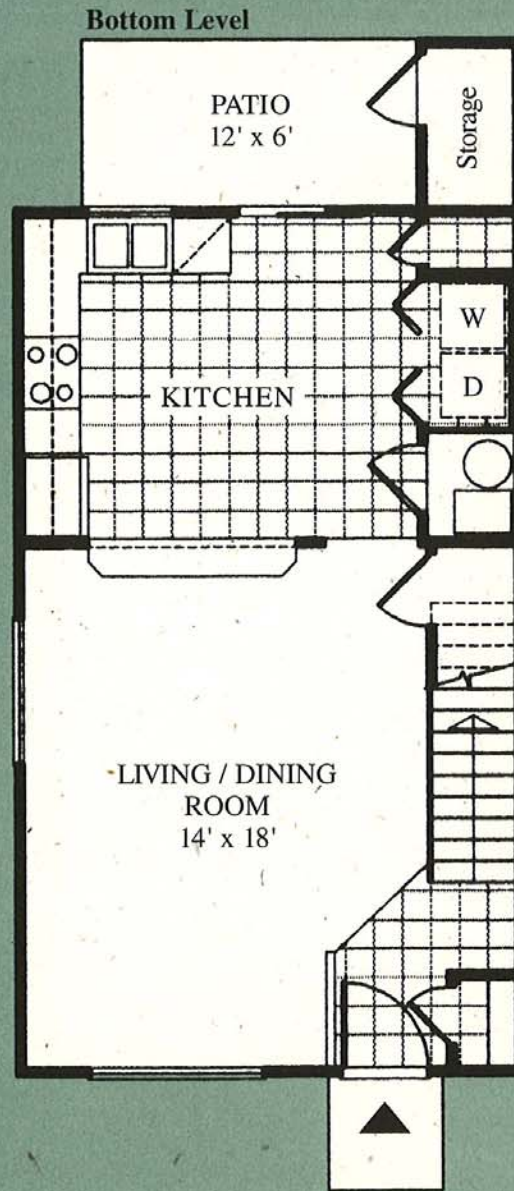 Bottom Level
PATIO
12' x 6'
Storage
W
D
KITCHEN
LIVING / DINING
ROOM
14' x 18'